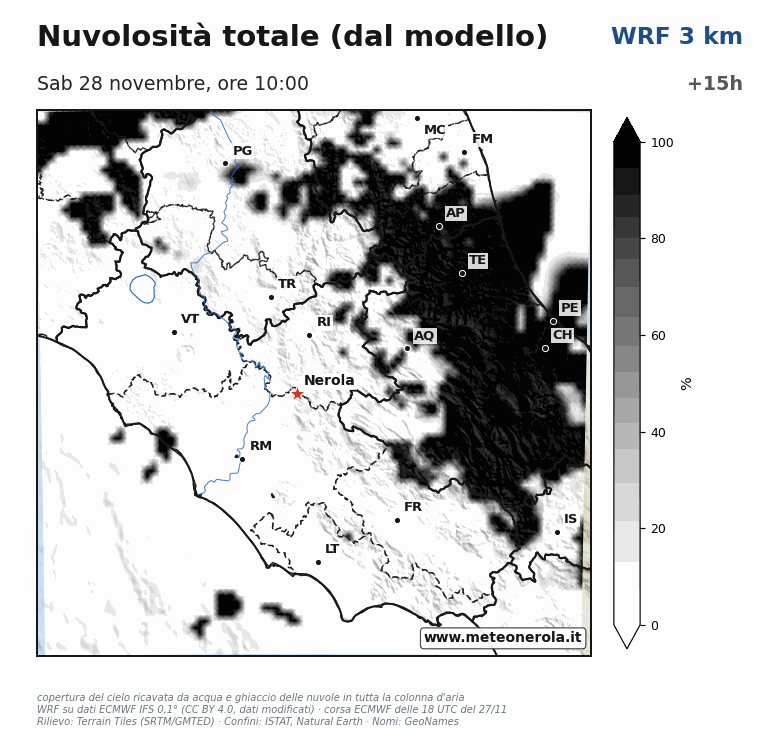 Nuvolosità totale (dal modello)
WRF 3 km
Sab 28 novembre, ore 10:00
+15h
MC
FM
PG
AP
TE
TR
PE
VT
RI
AQ
CH
Nerola
RM
FR
IS
LT
www.meteonerola.it
100
80
60
40
20
0
%
copertura del cielo ricavata da acqua e ghiaccio delle nuvole in tutta la colonna d'aria
WRF su dati ECMWF IFS 0,1° (CC BY 4.0, dati modificati) · corsa ECMWF delle 18 UTC del 27/11
Rilievo: Terrain Tiles (SRTM/GMTED) · Confini: ISTAT, Natural Earth · Nomi: GeoNames